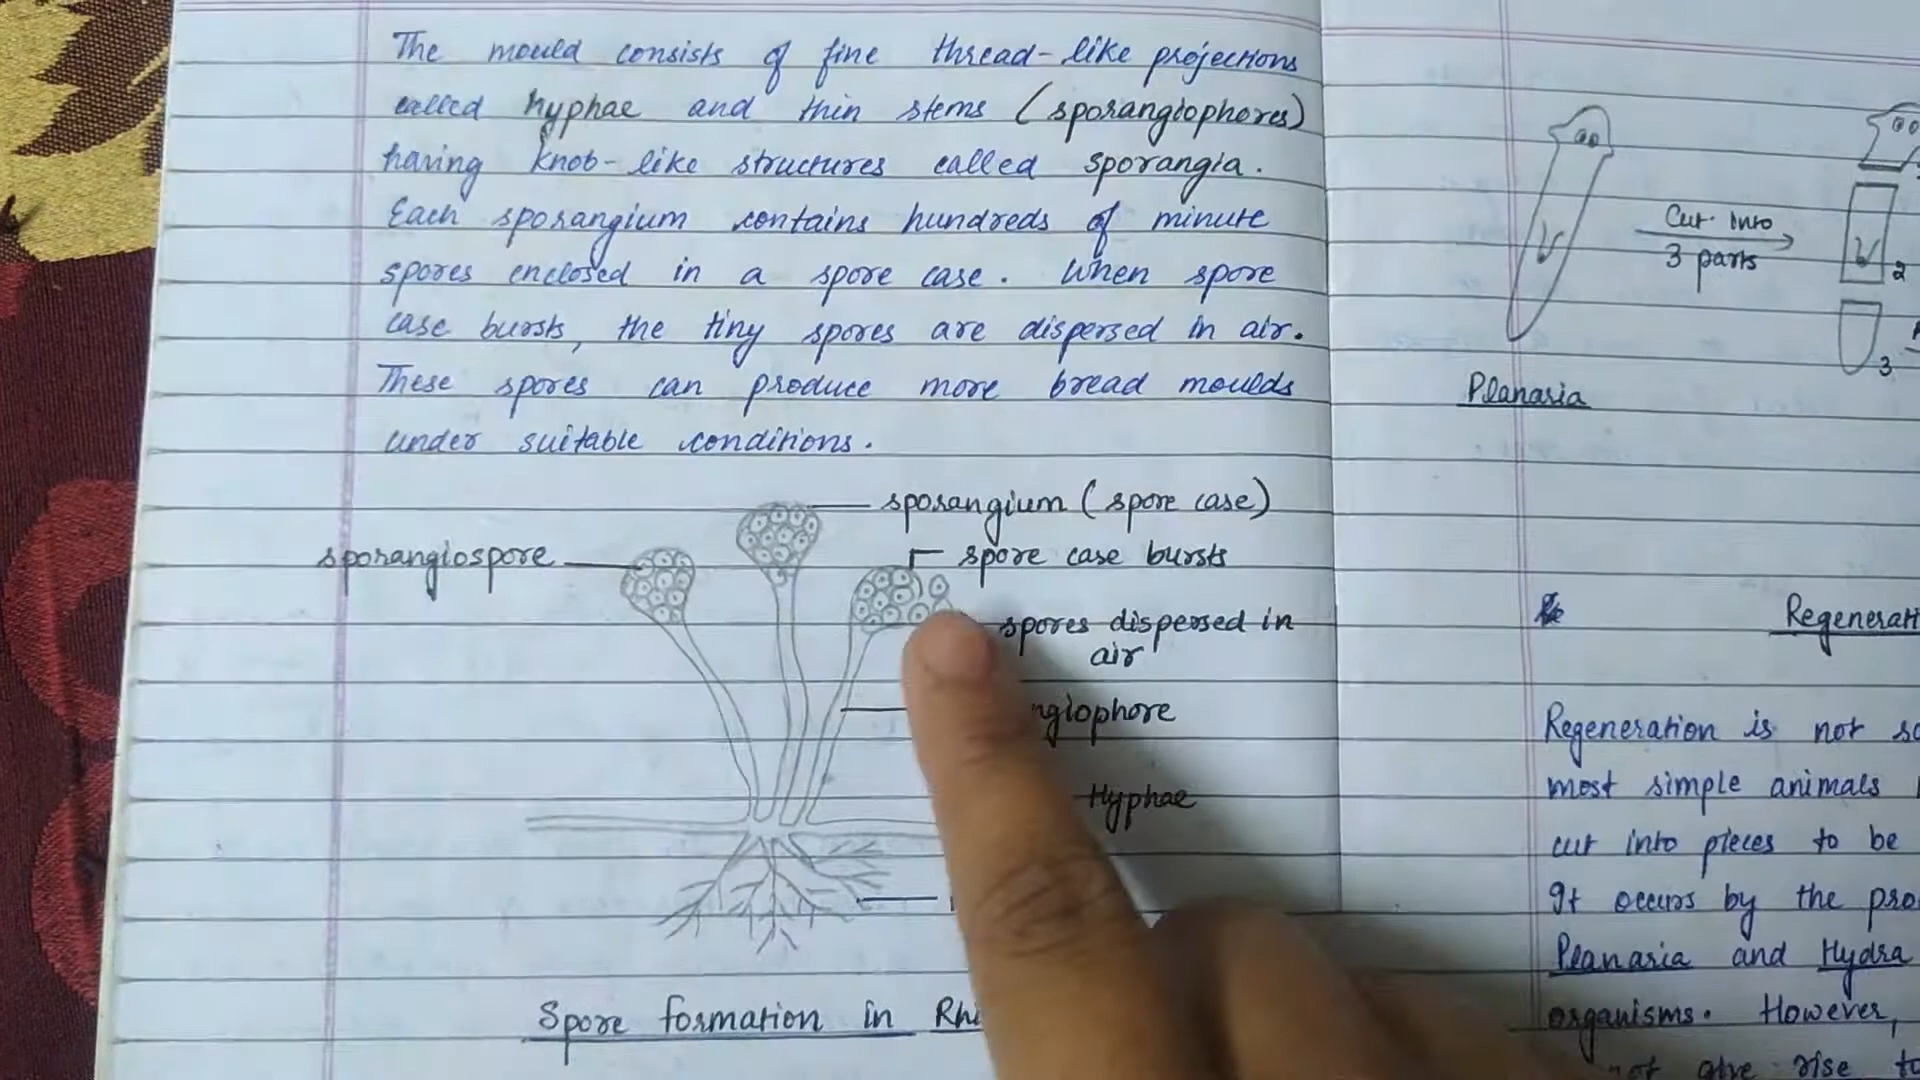 The mould consists of fine thread-like projections
called hyphae and thin stems (sporangiophores)
having knob-like structures called sporangia.
Each sporangium contains hundreds of minute
spores enclosed in a spore case. When spore
case bursts, the tiny spores are dispersed in air.
These spores can produce more bread moulds
under suitable conditions.
sporangium (spore case)
sporangiospore
spore case bursts
spores dispersed in
air
ngiophore
Hyphae
Spore formation in Rhi
Cut into
3 parts
2
3
Planaria
Regenerati
Regeneration is not
most simple animals
cut into pieces to be
It occurs by the pro
Planaria and Hydra
organisms. However,
not give rise to